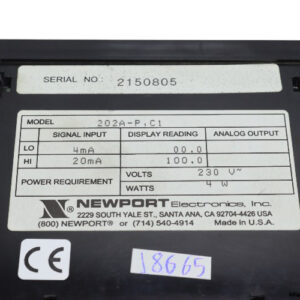 SERIAL NO.: 2150805
MODEL 202A-P,C1
SIGNAL INPUT DISPLAY READING ANALOG OUTPUT
LO 4mA 00.0
HI 20mA 100.0
POWER REQUIREMENT VOLTS 230 V~
WATTS 4 W
NEWPORT Electronics, Inc.
2229 SOUTH YALE ST., SANTA ANA, CA 92704-4426 USA
(800) NEWPORT® or (714) 540-4914 Made in U.S.A.
CE
18665